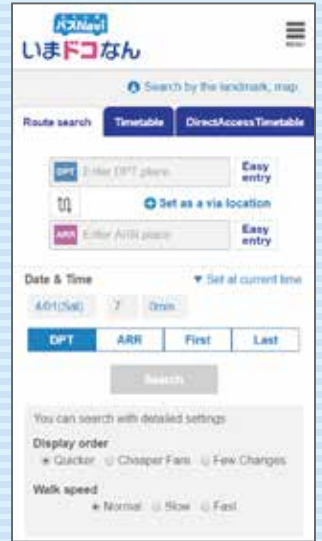 バスNavi
いまドコなん
MENU
Search by the landmark, map
Route search
Timetable
DirectAccessTimetable
DPT Enter DPT place
Easy entry
Set as a via location
ARR Enter ARR place
Easy entry
Date & Time
▼ Set at current time
4/01(Sat) 7 0min.
DPT ARR First Last
Search
You can search with detailed settings
Display order
Quicker Cheaper Fare Few Changes
Walk speed
Normal Slow Fast